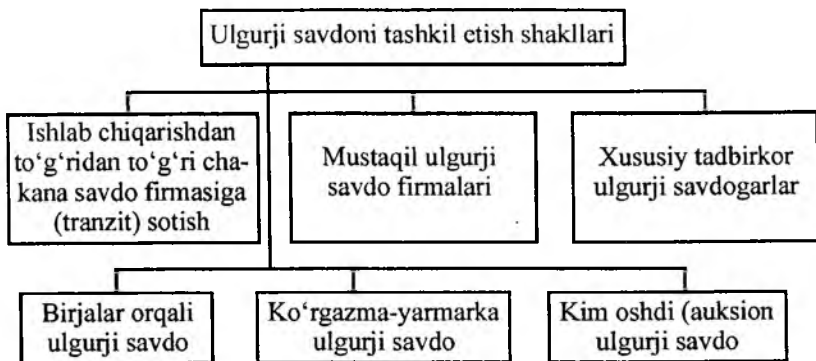 Ulgurji savdoni tashkil etish shakllari
Ishlab chiqarishdan
to‘g‘ridan to‘g‘ri cha-
kana savdo firmasiga
(tranzit) sotish
Mustaqil ulgurji
savdo firmalari
Xususiy tadbirkor
ulgurji savdogarlar
Birjalar orqali
ulgurji savdo
Ko‘rgazma-yarmarka
ulgurji savdo
Kim oshdi (auksion
ulgurji savdo